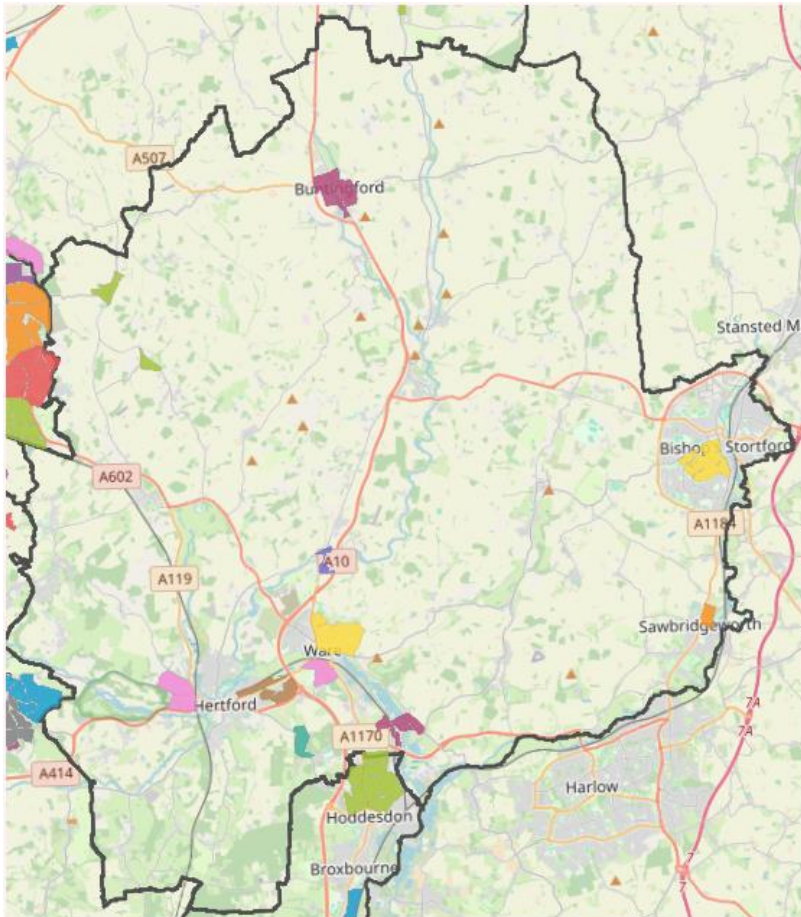 A507
Buntingford
Stansted M
Bishop Stortford
A602
A1184
A10
A119
Sawbridgeworth
Ware
Hertford
7A
7A
A1170
A414
Harlow
Hoddesdon
Broxbourne
7
7